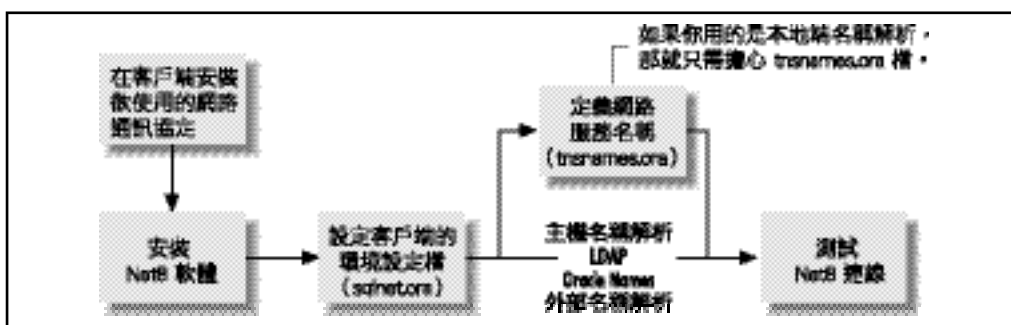 如果你用的是本地端名稱解析，
那就只需擔心 tnsnames.ora 檔。
在客戶端安裝
欲使用的網路
通訊協定
定義網路
服務名稱
(tnsnames.ora)
安裝
Net8 軟體
設定客戶端的
環境設定檔
(sqlnet.ora)
主機名稱解析
LDAP
Oracle Names
外部名稱解析
測試
Net8 連線